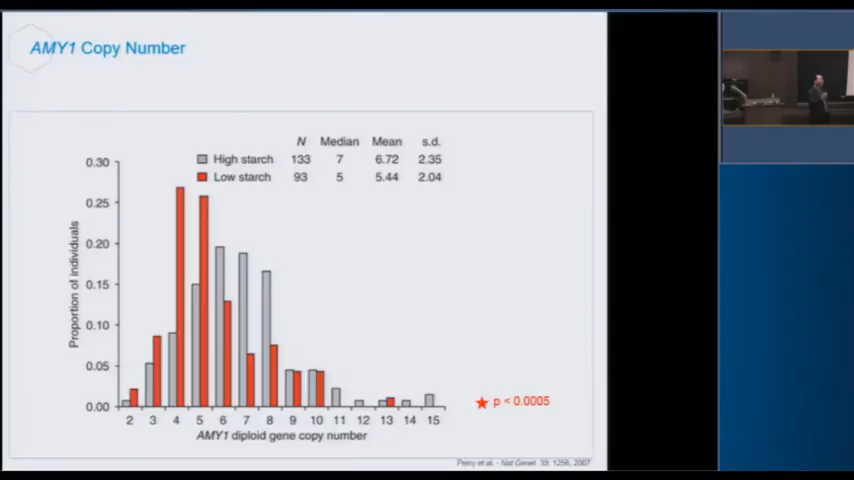 AMY1 Copy Number
N Median Mean s.d.
High starch 133 7 6.72 2.35
Low starch 93 5 5.44 2.04
0.30
0.25
0.20
0.15
0.10
0.05
0.00
Proportion of individuals
2 3 4 5 6 7 8 9 10 11 12 13 14 15
AMY1 diploid gene copy number
p < 0.0005
Perry et al. - Nat Genet 39: 1256, 2007